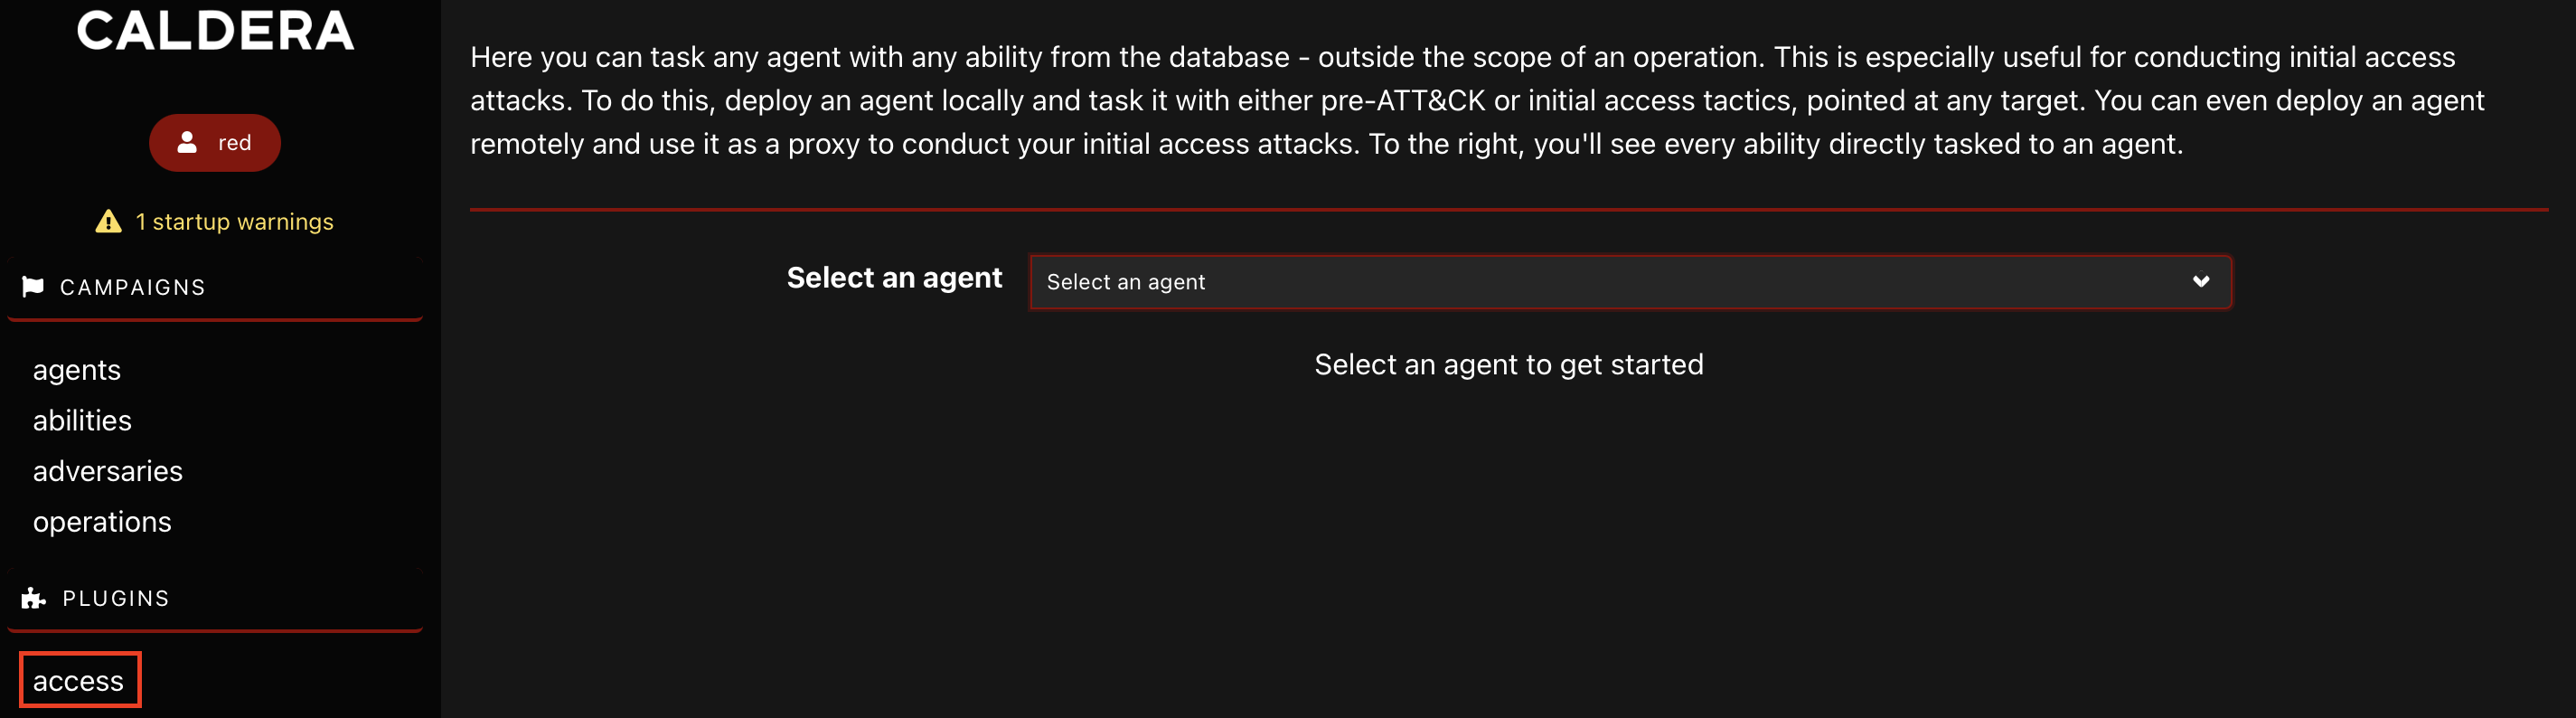 CALDERA
red
1 startup warnings
CAMPAIGNS
agents
abilities
adversaries
operations
PLUGINS
access
Here you can task any agent with any ability from the database - outside the scope of an operation. This is especially useful for conducting initial access
attacks. To do this, deploy an agent locally and task it with either pre-ATT&CK or initial access tactics, pointed at any target. You can even deploy an agent
remotely and use it as a proxy to conduct your initial access attacks. To the right, you'll see every ability directly tasked to an agent.
Select an agent
Select an agent
Select an agent to get started